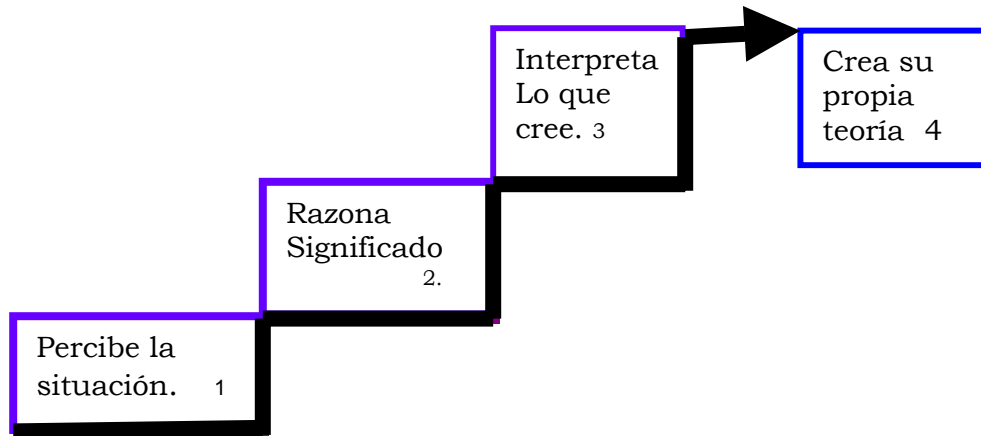 Percibe la
situación. 1
Razona
Significado
2.
Interpreta
Lo que
cree. 3
Crea su
propia
teoría 4